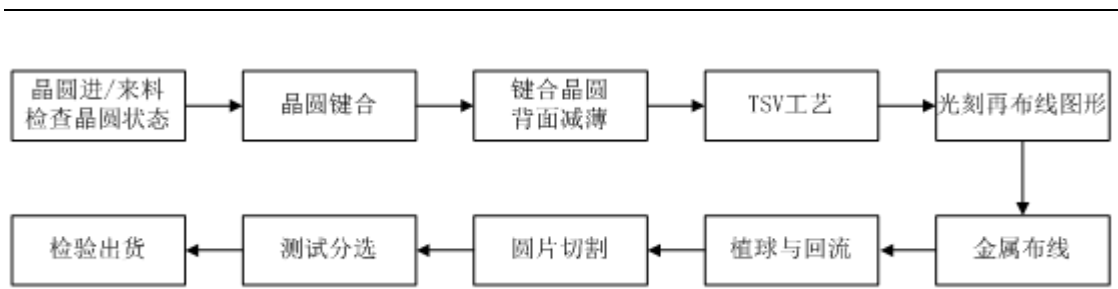 晶圆进/来料
检查晶圆状态
晶圆键合
键合晶圆
背面减薄
TSV工艺
光刻再布线图形
金属布线
植球与回流
圆片切割
测试分选
检验出货